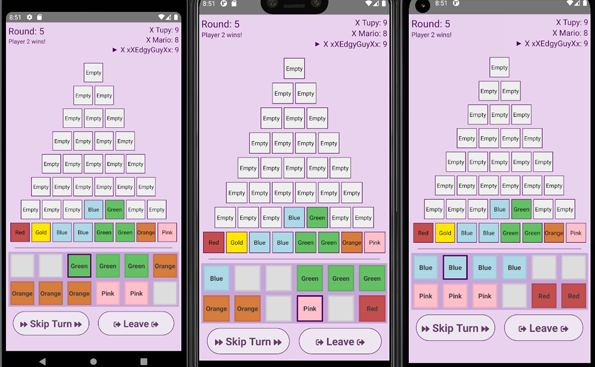 8:51
Round: 5
Player 2 wins!
X Tupy: 9
X Mario: 8
► X xXEdgyGuyXx: 9
Empty
Empty Empty
Empty Empty Empty
Empty Empty Empty Empty
Empty Empty Empty Empty Empty
Empty Empty Empty Empty Empty Empty
Empty Empty Empty Blue Green Empty Empty
Red Gold Blue Blue Green Green Orange Pink
Green Green Green Orange
Orange Orange Orange Pink Pink
Skip Turn
Leave
8:51
Round: 5
Player 2 wins!
X Tupy: 9
X Mario: 8
► X xXEdgyGuyXx: 9
Empty
Empty Empty
Empty Empty Empty
Empty Empty Empty Empty
Empty Empty Empty Empty Empty
Empty Empty Empty Empty Empty Empty
Empty Empty Empty Blue Green Empty Empty
Red Gold Blue Blue Green Green Orange Pink
Blue Green Green Green
Orange Orange Pink Red
Skip Turn
Leave
8:51
Round: 5
Player 2 wins!
X Tupy: 9
X Mario: 8
► X xXEdgyGuyXx: 9
Empty
Empty Empty
Empty Empty Empty
Empty Empty Empty Empty
Empty Empty Empty Empty Empty
Empty Empty Empty Empty Empty Empty
Empty Empty Empty Blue Green Empty Empty
Red Gold Blue Blue Green Green Orange Pink
Blue Blue Blue Blue
Pink Pink Pink Red Red
Skip Turn
Leave